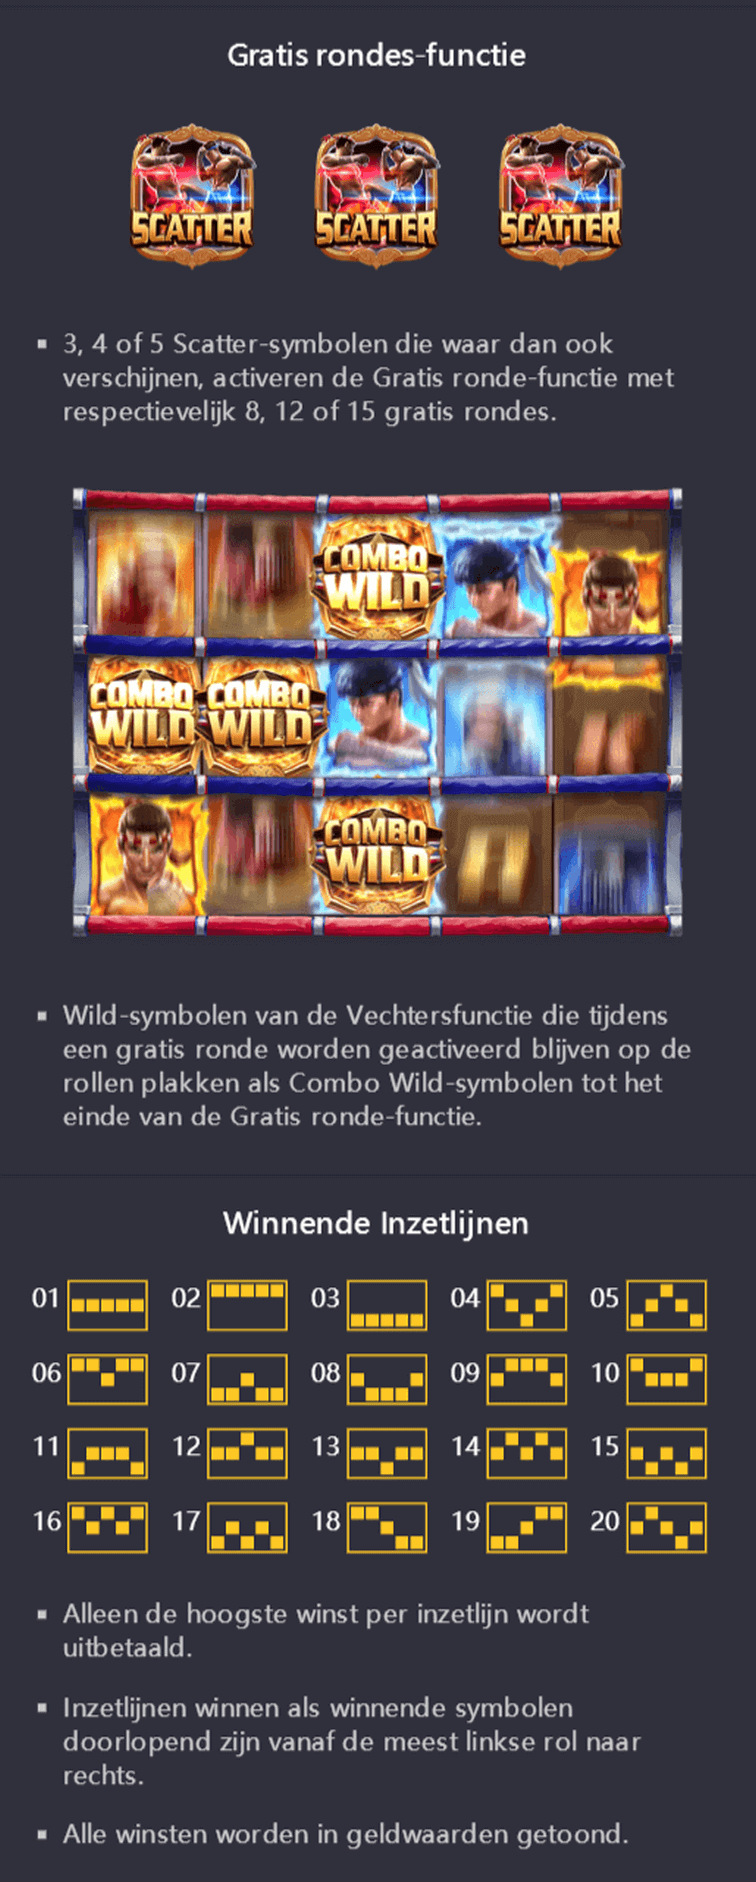 Gratis rondes-functie
SCATTER SCATTER SCATTER
▪ 3, 4 of 5 Scatter-symbolen die waar dan ook
verschijnen, activeren de Gratis ronde-functie met
respectievelijk 8, 12 of 15 gratis rondes.
COMBO
WILD
COMBO COMBO
WILD WILD
COMBO
WILD
▪ Wild-symbolen van de Vechtersfunctie die tijdens
een gratis ronde worden geactiveerd blijven op de
rollen plakken als Combo Wild-symbolen tot het
einde van de Gratis ronde-functie.
Winnende Inzetlijnen
01 02 03 04 05
06 07 08 09 10
11 12 13 14 15
16 17 18 19 20
▪ Alleen de hoogste winst per inzetlijn wordt
uitbetaald.
▪ Inzetlijnen winnen als winnende symbolen
doorlopend zijn vanaf de meest linkse rol naar
rechts.
▪ Alle winsten worden in geldwaarden getoond.